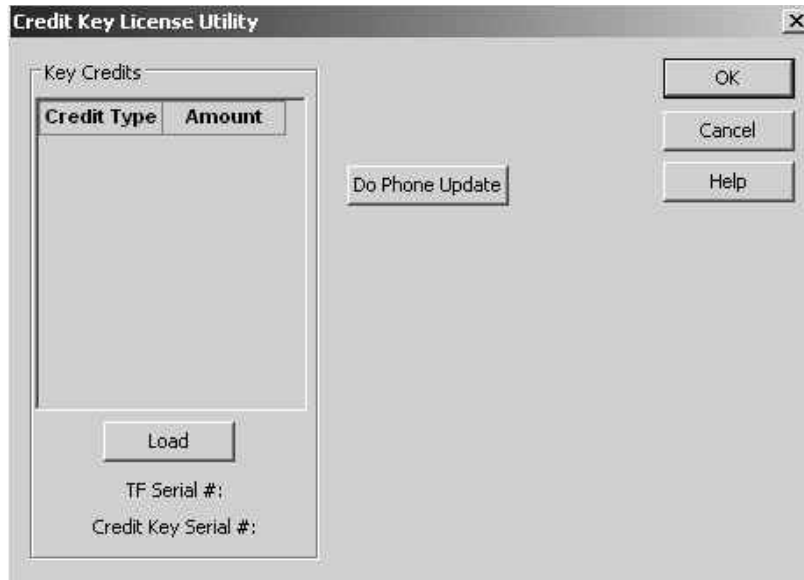 Credit Key License Utility
Key Credits
Credit Type Amount
Load
TF Serial #:
Credit Key Serial #:
Do Phone Update
OK
Cancel
Help